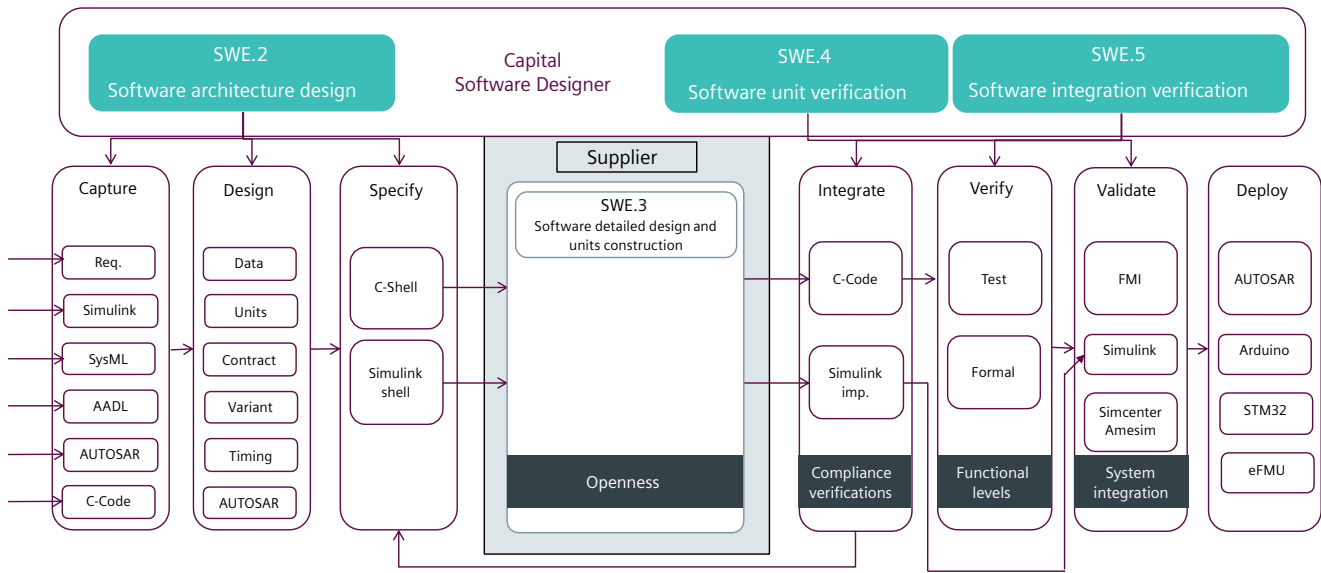 SWE.2
Software architecture design
Capital
Software Designer
SWE.4
Software unit verification
SWE.5
Software integration verification
Capture
Req.
Simulink
SysML
AADL
AUTOSAR
C-Code
Design
Data
Units
Contract
Variant
Timing
AUTOSAR
Specify
C-Shell
Simulink
shell
Supplier
SWE.3
Software detailed design and
units construction
Openness
Integrate
C-Code
Simulink
imp.
Compliance
verifications
Verify
Test
Formal
Functional
levels
Validate
FMI
Simulink
Simcenter
Amesim
System
integration
Deploy
AUTOSAR
Arduino
STM32
eFMU